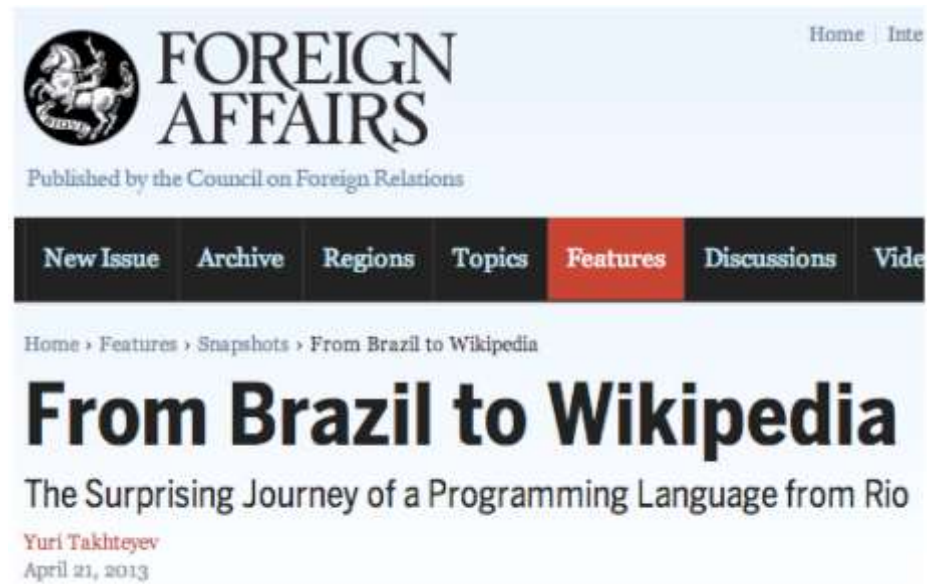 Home | Inte
FOREIGN
AFFAIRS
Published by the Council on Foreign Relations
New Issue Archive Regions Topics Features Discussions Vide
Home › Features › Snapshots › From Brazil to Wikipedia
From Brazil to Wikipedia
The Surprising Journey of a Programming Language from Rio
Yuri Takhteyev
April 21, 2013